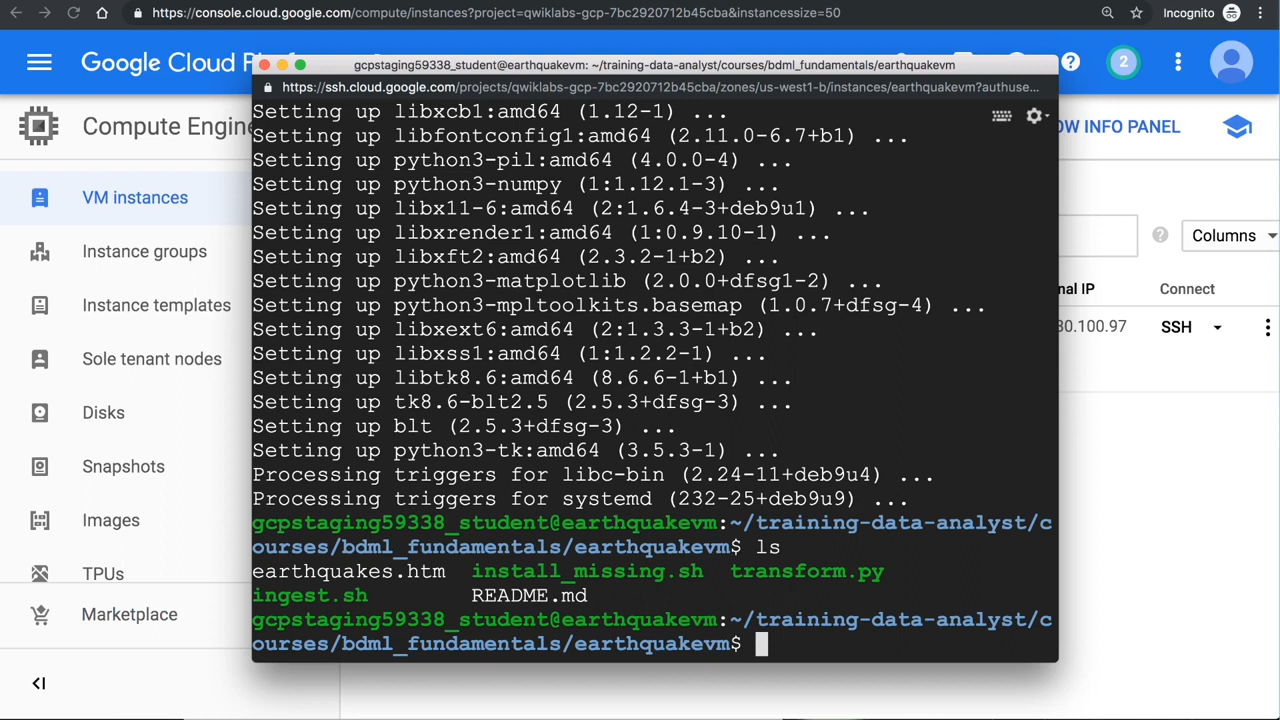 https://console.cloud.google.com/compute/instances?project=qwiklabs-gcp-7bc2920712b45cba&instancessize=50
Incognito
Google Cloud
2
gcpstaging59338_student@earthquakevm: ~/training-data-analyst/courses/bdml_fundamentals/earthquakevm
https://ssh.cloud.google.com/projects/qwiklabs-gcp-7bc2920712b45cba/zones/us-west1-b/instances/earthquakevm?authuse...
Compute Engine
OW INFO PANEL
VM instances
Instance groups
Instance templates
Sole tenant nodes
Disks
Snapshots
Images
TPUs
Marketplace
Setting up libxcb1:amd64 (1.12-1) ...
Setting up libfontconfig1:amd64 (2.11.0-6.7+b1) ...
Setting up python3-pil:amd64 (4.0.0-4) ...
Setting up python3-numpy (1:1.12.1-3) ...
Setting up libx11-6:amd64 (2:1.6.4-3+deb9u1) ...
Setting up libxrender1:amd64 (1:0.9.10-1) ...
Setting up libxft2:amd64 (2.3.2-1+b2) ...
Setting up python3-matplotlib (2.0.0+dfsg1-2) ...
Setting up python3-mpltoolkits.basemap (1.0.7+dfsg-4) ...
Setting up libxext6:amd64 (2:1.3.3-1+b2) ...
Setting up libxss1:amd64 (1:1.2.2-1) ...
Setting up libtk8.6:amd64 (8.6.6-1+b1) ...
Setting up tk8.6-blt2.5 (2.5.3+dfsg-3) ...
Setting up blt (2.5.3+dfsg-3) ...
Setting up python3-tk:amd64 (3.5.3-1) ...
Processing triggers for libc-bin (2.24-11+deb9u4) ...
Processing triggers for systemd (232-25+deb9u9) ...
gcpstaging59338_student@earthquakevm:~/training-data-analyst/c
ourses/bdml_fundamentals/earthquakevm$ ls
earthquakes.htm install_missing.sh transform.py
ingest.sh README.md
gcpstaging59338_student@earthquakevm:~/training-data-analyst/c
ourses/bdml_fundamentals/earthquakevm$
Columns
nal IP
Connect
30.100.97
SSH